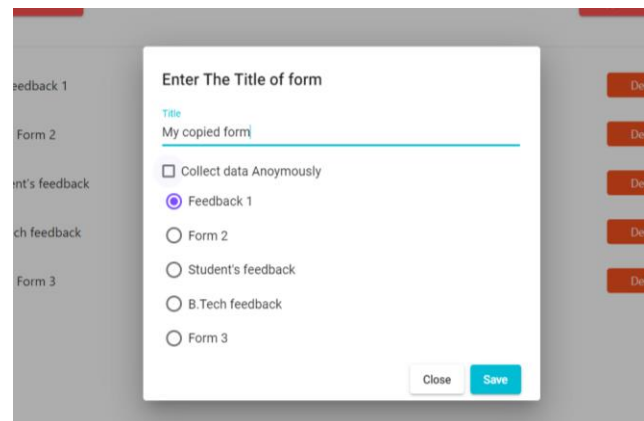 Enter The Title of form
Title
My copied form
Collect data Anoymously
Feedback 1
Form 2
Student's feedback
B.Tech feedback
Form 3
Close
Save
eedback 1
Form 2
nt's feedback
ch feedback
Form 3
De
De
De
De
De